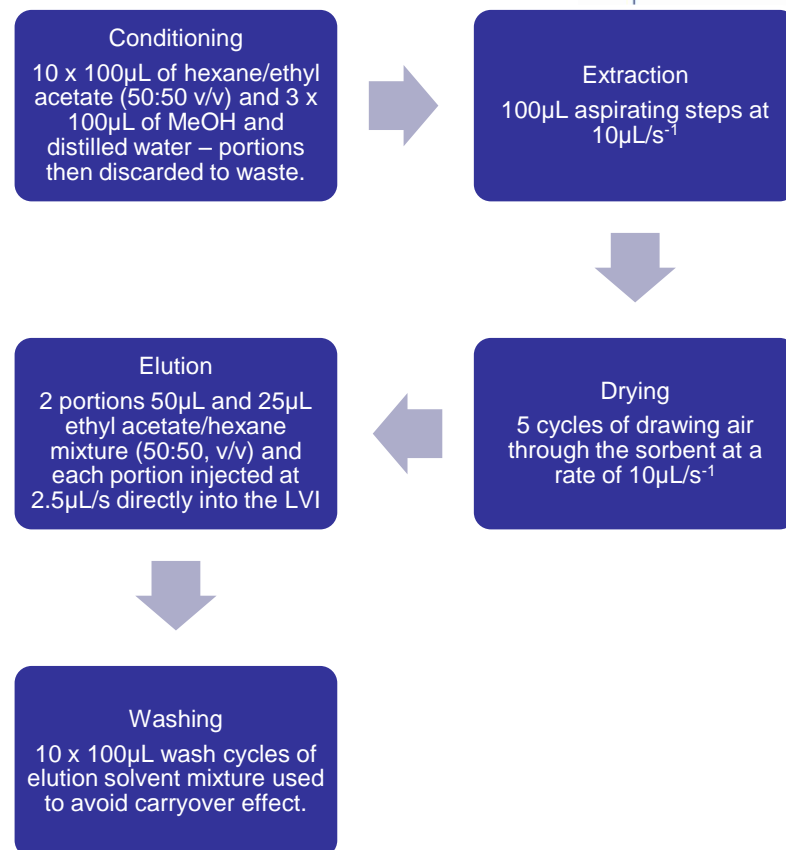 Conditioning
10 x 100µL of hexane/ethyl
acetate (50:50 v/v) and 3 x
100µL of MeOH and
distilled water – portions
then discarded to waste.
Extraction
100µL aspirating steps at
10µL/s-1
Drying
5 cycles of drawing air
through the sorbent at a
rate of 10µL/s-1
Elution
2 portions 50µL and 25µL
ethyl acetate/hexane
mixture (50:50, v/v) and
each portion injected at
2.5µL/s directly into the LVI
Washing
10 x 100µL wash cycles of
elution solvent mixture used
to avoid carryover effect.